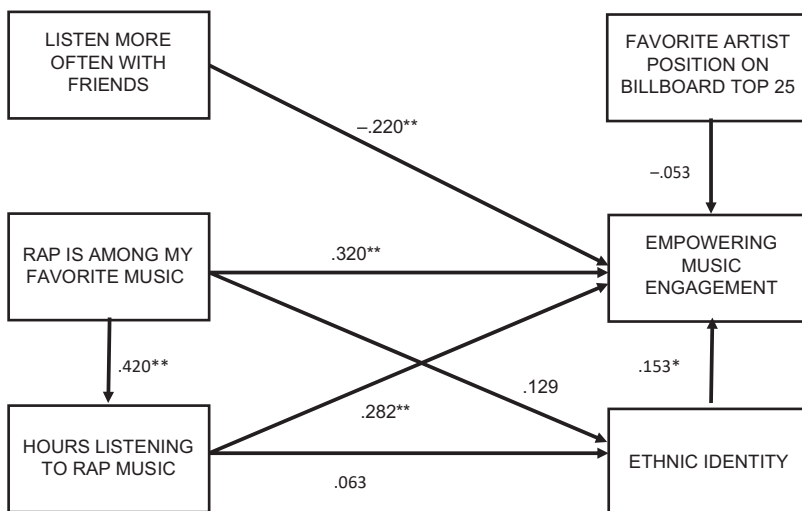 LISTEN MORE
OFTEN WITH
FRIENDS
FAVORITE ARTIST
POSITION ON
BILLBOARD TOP 25
–.220**
–.053
RAP IS AMONG MY
FAVORITE MUSIC
.320**
EMPOWERING
MUSIC
ENGAGEMENT
.420**
.153*
.129
.282**
HOURS LISTENING
TO RAP MUSIC
ETHNIC IDENTITY
.063